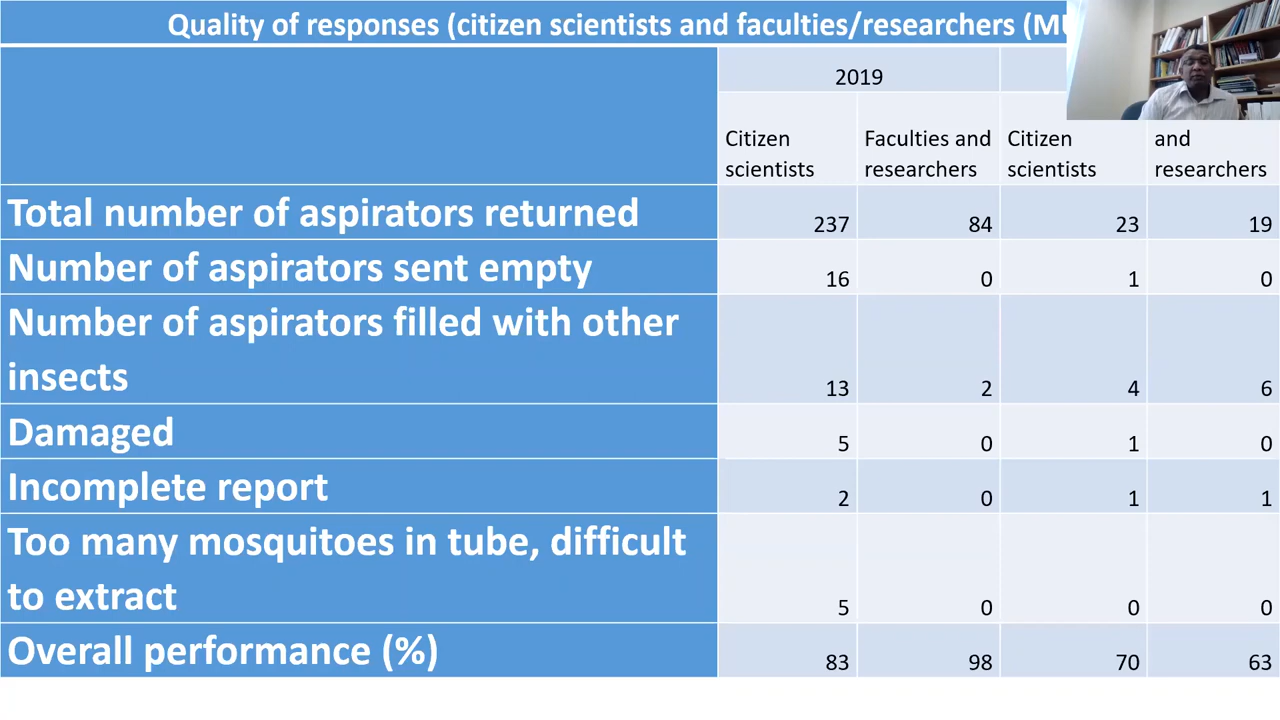 Quality of responses (citizen scientists and faculties/researchers
2019
Citizen Faculties and Citizen and
scientists researchers scientists researchers
Total number of aspirators returned 237 84 23 19
Number of aspirators sent empty 16 0 1 0
Number of aspirators filled with other
insects 13 2 4 6
Damaged 5 0 1 0
Incomplete report 2 0 1 1
Too many mosquitoes in tube, difficult
to extract 5 0 0 0
Overall performance (%) 83 98 70 63